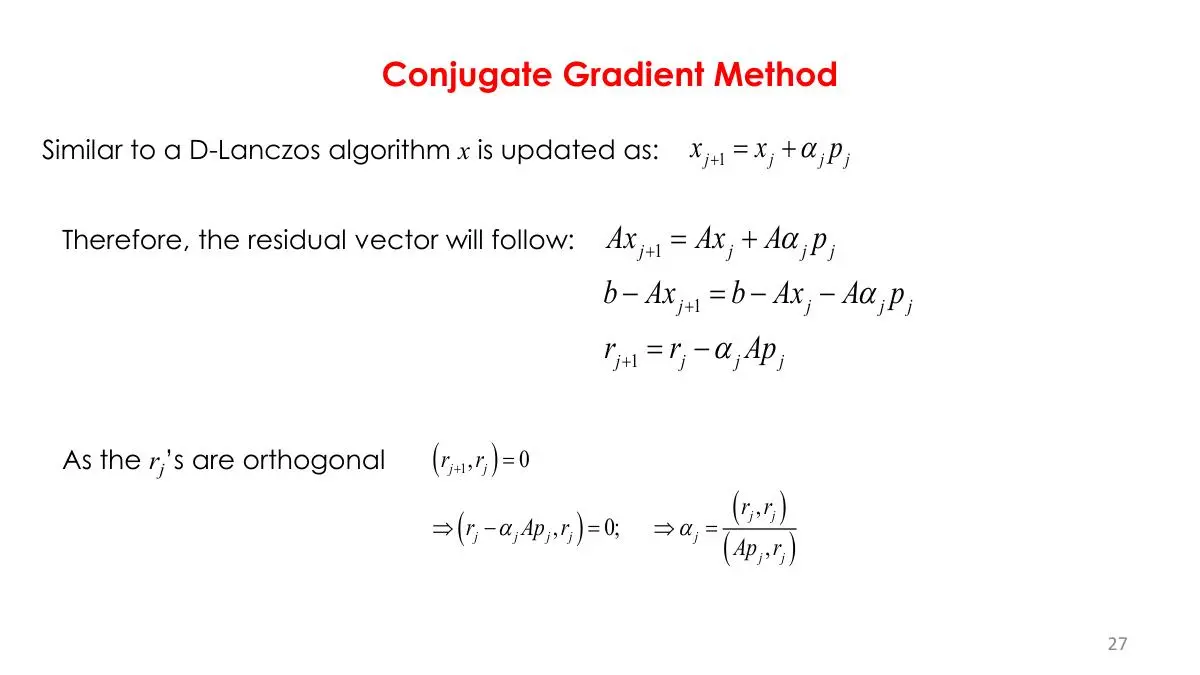 Conjugate Gradient Method
Similar to a D-Lanczos algorithm x is updated as: x_{j+1} = x_j + α_j p_j
Therefore, the residual vector will follow: Ax_{j+1} = Ax_j + Aα_j p_j
b − Ax_{j+1} = b − Ax_j − Aα_j p_j
r_{j+1} = r_j − α_j Ap_j
As the r_j's are orthogonal (r_{j+1}, r_j) = 0
⇒ (r_j − α_j Ap_j, r_j) = 0; ⇒ α_j = (r_j, r_j) / (Ap_j, r_j)
27